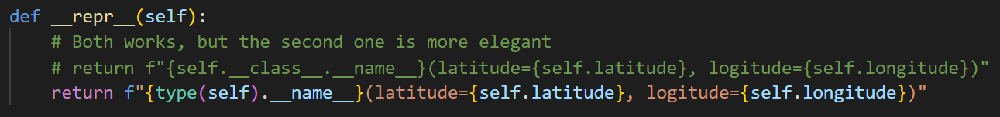 def __repr__(self):
    # Both works, but the second one is more elegant
    # return f"{self.__class__.__name__}(latitude={self.latitude}, logitude={self.longitude})"
    return f"{type(self).__name__}(latitude={self.latitude}, logitude={self.longitude})"